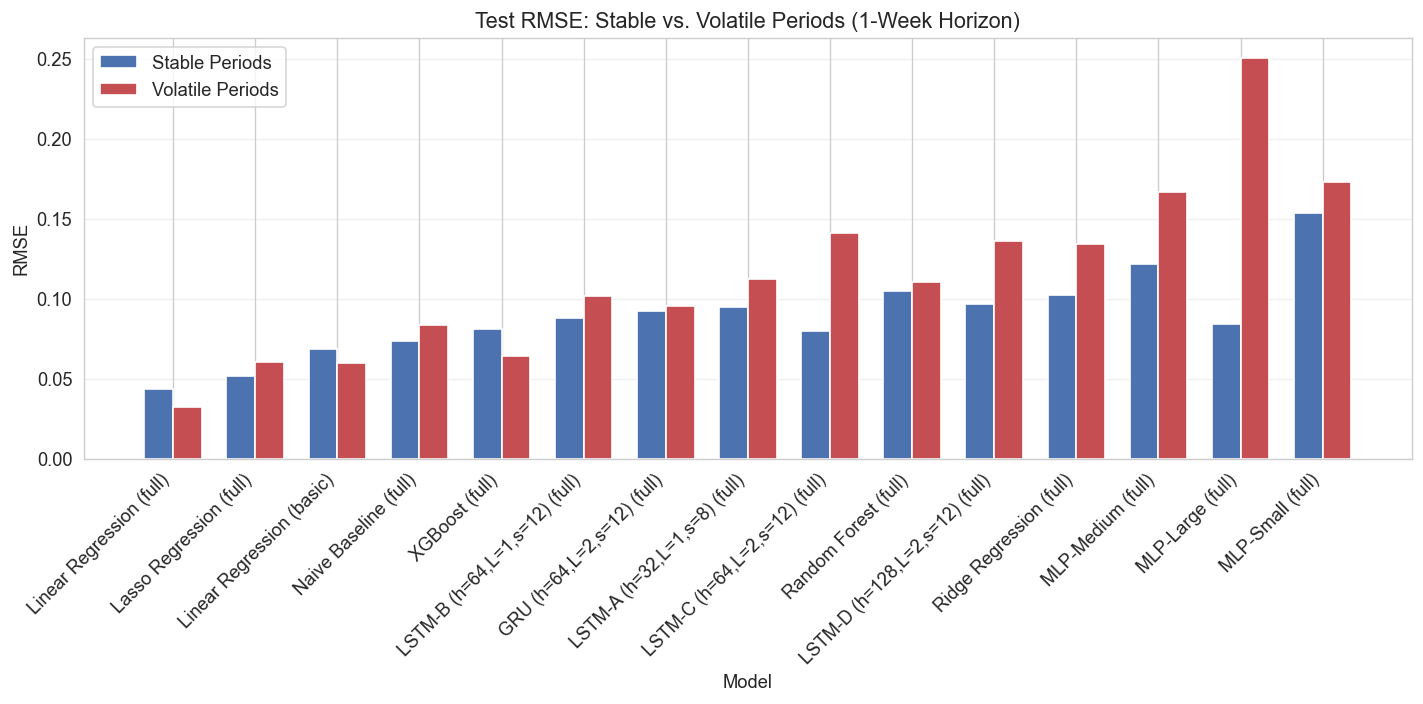 Test RMSE: Stable vs. Volatile Periods (1-Week Horizon)
Stable Periods
Volatile Periods
RMSE
0.25
0.20
0.15
0.10
0.05
0.00
Linear Regression (full)
Lasso Regression (full)
Linear Regression (basic)
Naive Baseline (full)
XGBoost (full)
LSTM-B (h=64,L=1,s=12) (full)
GRU (h=64,L=2,s=12) (full)
LSTM-A (h=32,L=1,s=8) (full)
LSTM-C (h=64,L=2,s=12) (full)
Random Forest (full)
LSTM-D (h=128,L=2,s=12) (full)
Ridge Regression (full)
MLP-Medium (full)
MLP-Large (full)
MLP-Small (full)
Model